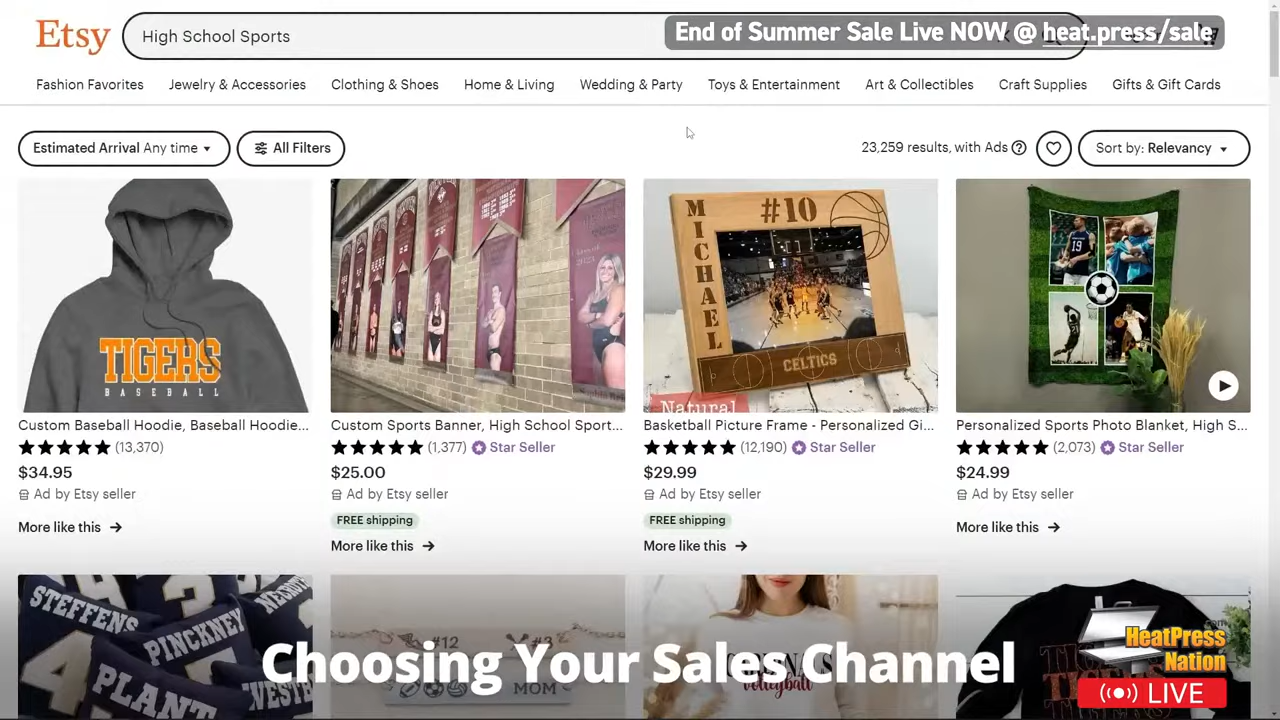 Etsy
High School Sports
End of Summer Sale Live NOW @ heat.press/sale
Fashion Favorites
Jewelry & Accessories
Clothing & Shoes
Home & Living
Wedding & Party
Toys & Entertainment
Art & Collectibles
Craft Supplies
Gifts & Gift Cards
Estimated Arrival Any time
All Filters
23,259 results, with Ads
Sort by: Relevancy
TIGERS
BASEBALL
#10
MICHAEL
CELTICS
Natural
19
Custom Baseball Hoodie, Baseball Hoodie...
(13,370)
$34.95
Ad by Etsy seller
More like this
Custom Sports Banner, High School Sport...
(1,377) Star Seller
$25.00
Ad by Etsy seller
FREE shipping
More like this
Basketball Picture Frame - Personalized Gi...
(12,190) Star Seller
$29.99
Ad by Etsy seller
FREE shipping
More like this
Personalized Sports Photo Blanket, High S...
(2,073) Star Seller
$24.99
Ad by Etsy seller
More like this
STEFFENS
3
PINCKNEY
4
PLANT
#12
#3
MOM
volleyball
Choosing Your Sales Channel
HeatPress
Nation
.com
LIVE